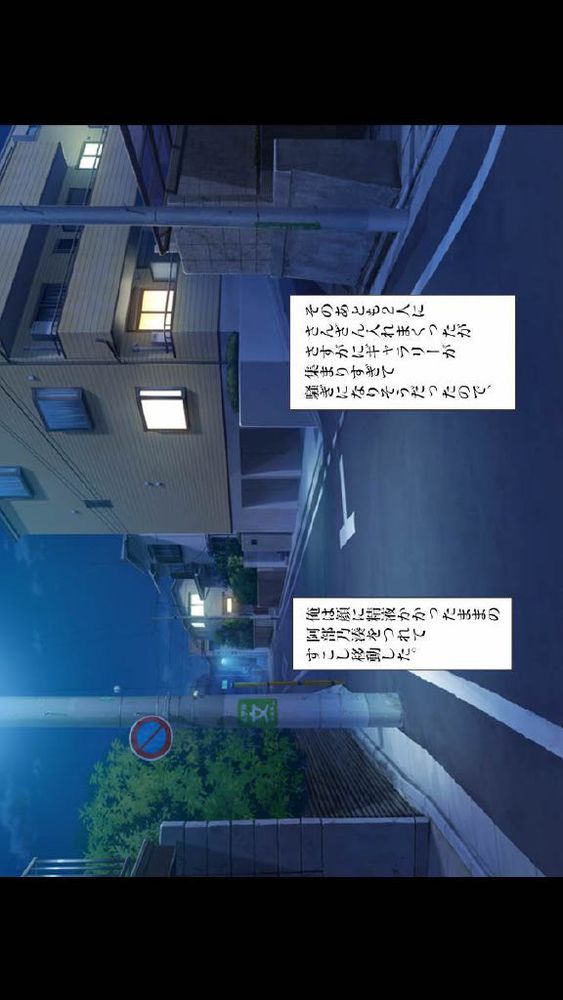 そのあとも２人に
さんざん入れまくったが
さすがにギャラリーが
集まりすぎて
騒ぎになりそうだったので、
俺は顔に精液かかったままの
阿部乃湊をつれて
すこし移動した。
文